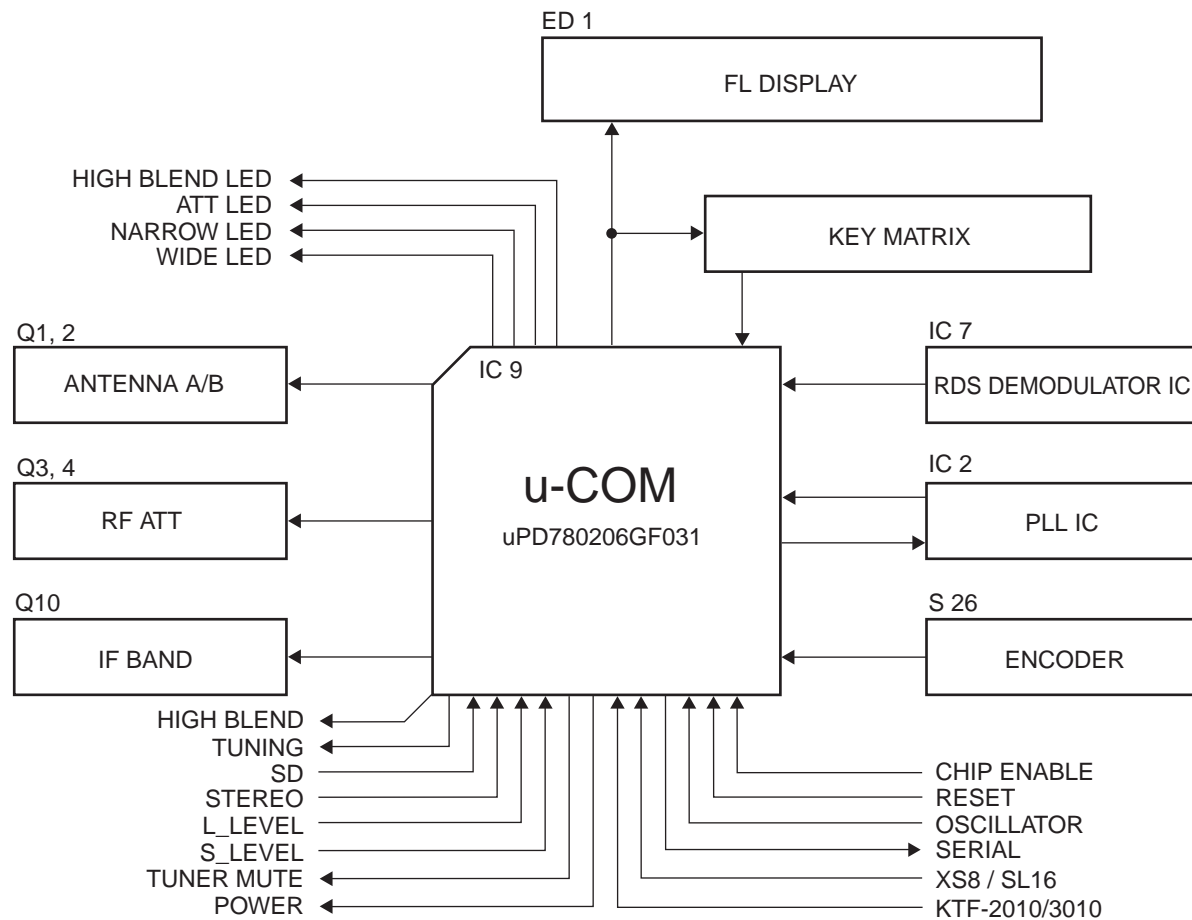 ED 1
FL DISPLAY
HIGH BLEND LED
ATT LED
NARROW LED
WIDE LED
KEY MATRIX
Q1, 2
ANTENNA A/B
IC 9
IC 7
RDS DEMODULATOR IC
Q3, 4
RF ATT
u-COM
uPD780206GF031
IC 2
PLL IC
Q10
IF BAND
S 26
ENCODER
HIGH BLEND
TUNING
SD
STEREO
L_LEVEL
S_LEVEL
TUNER MUTE
POWER
CHIP ENABLE
RESET
OSCILLATOR
SERIAL
XS8 / SL16
KTF-2010/3010